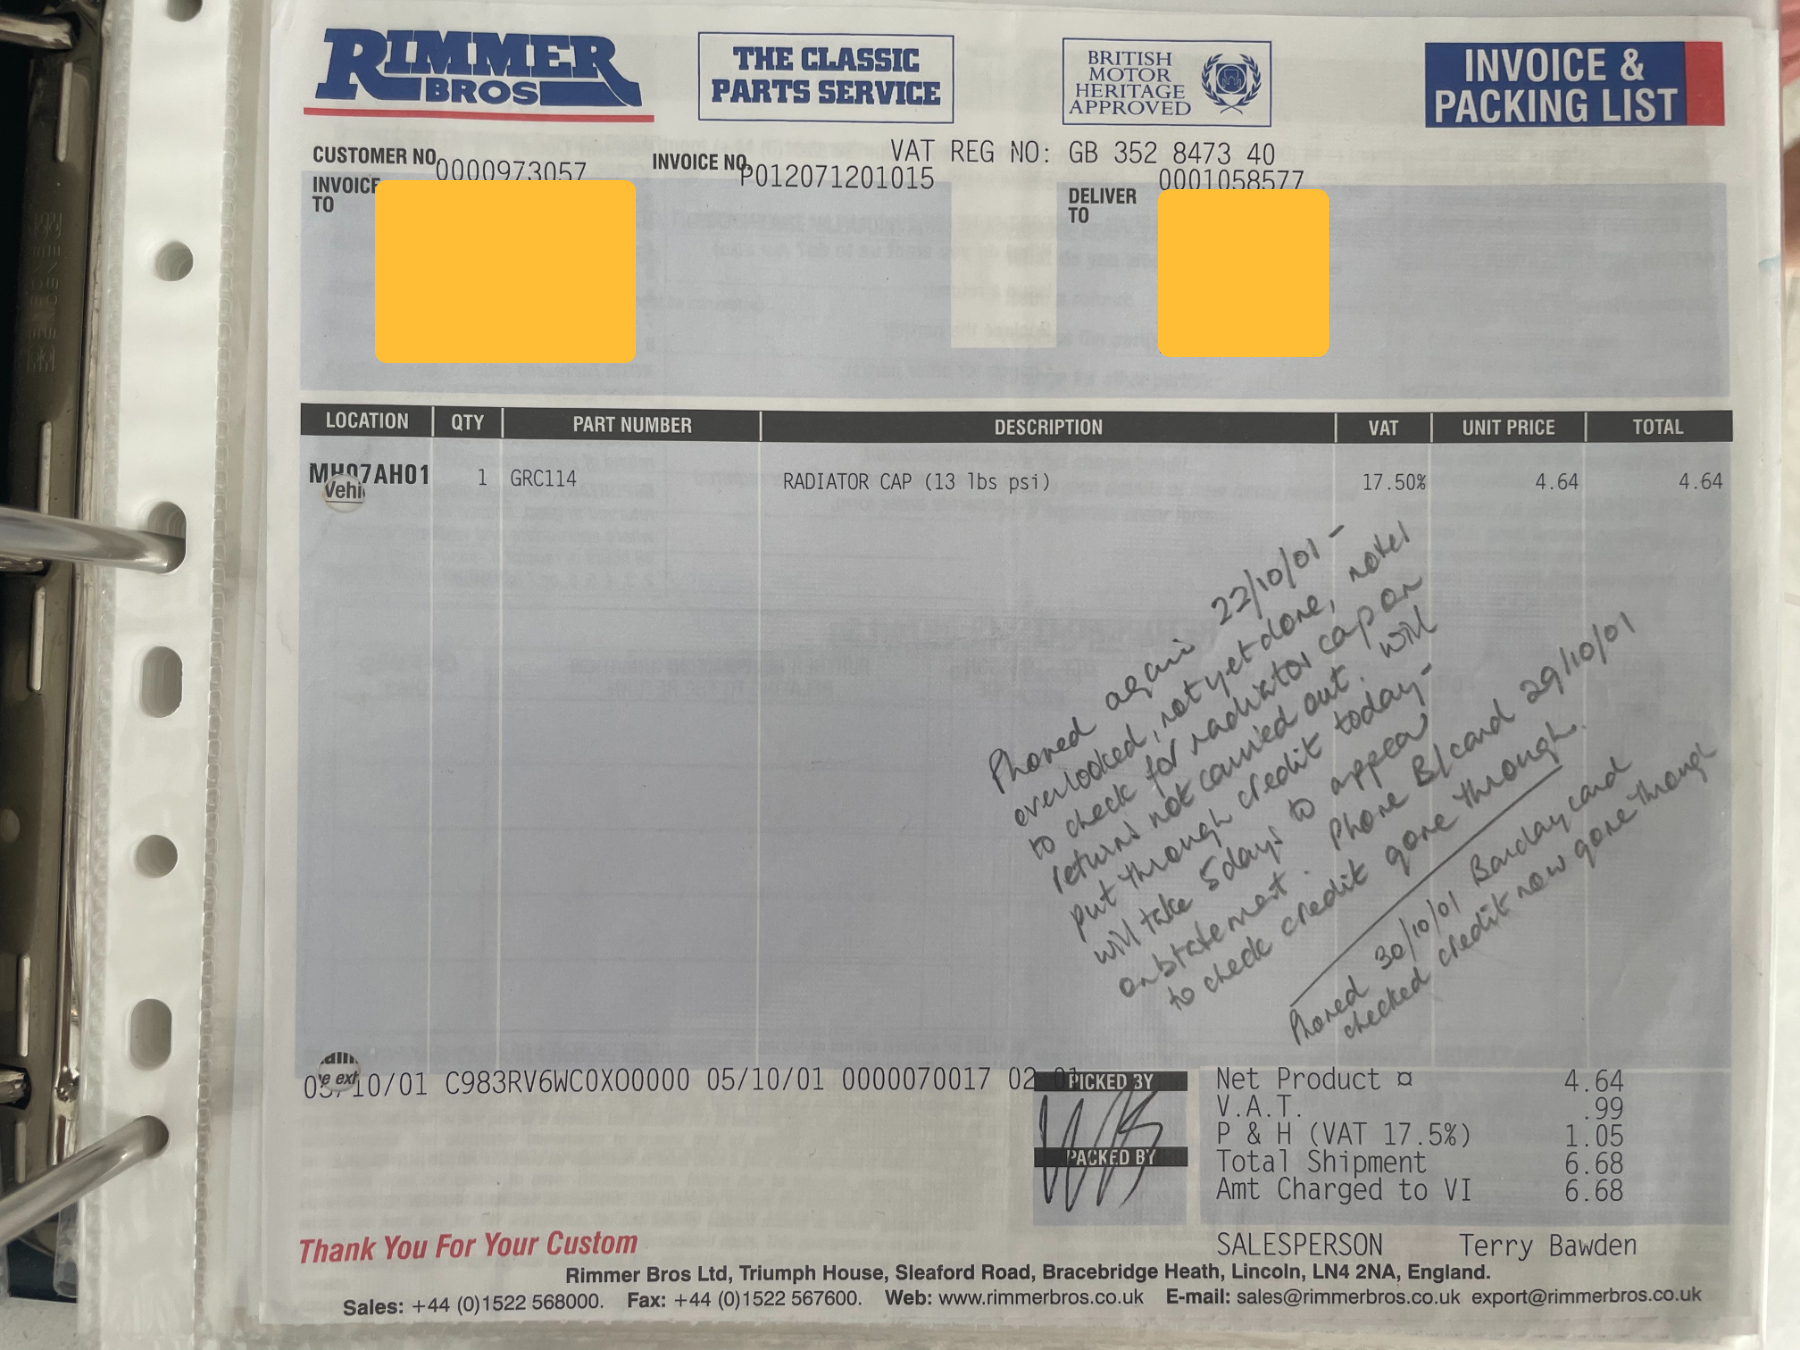 RIMMER
BROS
THE CLASSIC
PARTS SERVICE
BRITISH
MOTOR
HERITAGE
APPROVED
INVOICE &
PACKING LIST
VAT REG NO: GB 352 8473 40
CUSTOMER NO. 0000973057
INVOICE NO. P012071201015
0001058577
INVOICE
TO
DELIVER
TO
LOCATION QTY PART NUMBER DESCRIPTION VAT UNIT PRICE TOTAL
MH07AH01 1 GRC114 RADIATOR CAP (13 lbs psi) 17.50% 4.64 4.64
Vehi
Phoned again 22/10/01 -
overlooked, not yet done, notes
to check for radiator cap on
returns not carried out. will
put through credit today -
will take 5 days to appear
on statement. Phone B/card 29/10/01
to check credit gone through.
Phoned 30/10/01 Barclaycard
checked credit now gone through
e ext
05/10/01 C983RV6WC0X00000 05/10/01 0000070017 02 01
PICKED BY
PACKED BY
Net Product ¤ 4.64
V.A.T. .99
P & H (VAT 17.5%) 1.05
Total Shipment 6.68
Amt Charged to VI 6.68
SALESPERSON Terry Bawden
Thank You For Your Custom
Rimmer Bros Ltd, Triumph House, Sleaford Road, Bracebridge Heath, Lincoln, LN4 2NA, England.
Sales: +44 (0)1522 568000. Fax: +44 (0)1522 567600. Web: www.rimmerbros.co.uk E-mail: sales@rimmerbros.co.uk export@rimmerbros.co.uk